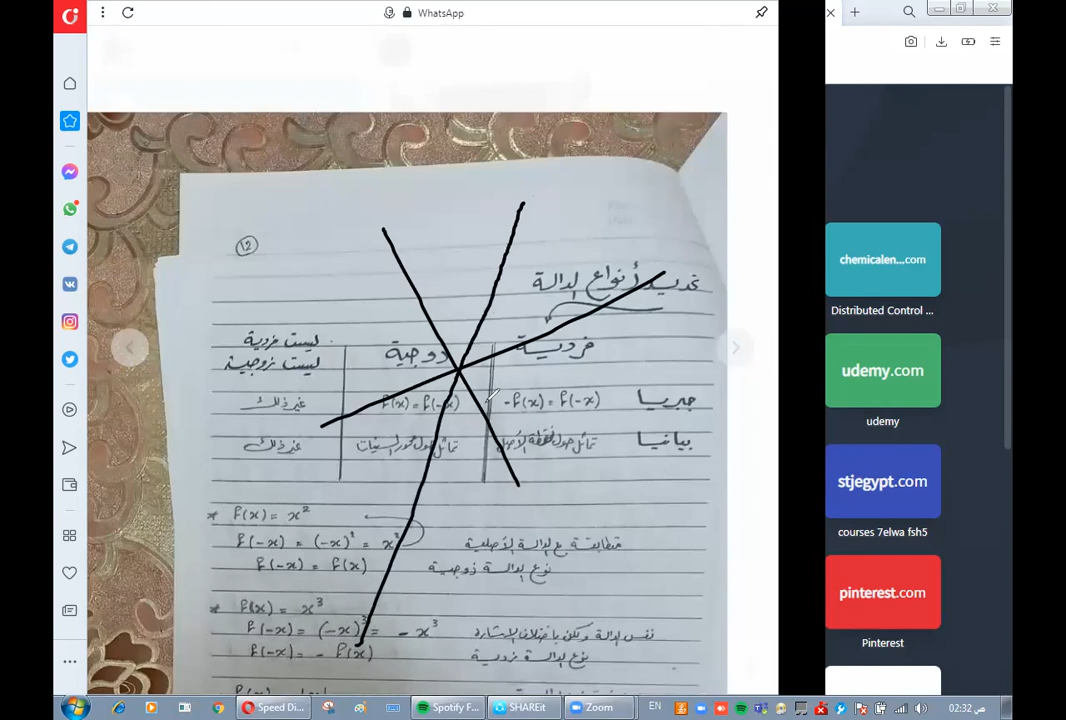 WhatsApp
12
تحديد أنواع الدالة
فردية
زوجية
ليست فردية
ليست زوجية
جبريا
-f(x) = f(-x)
f(x) = f(-x)
غير ذلك
بيانيا
تماثل حول نقطة الأصل
تماثل حول محور السينات
غير ذلك
* f(x) = x²
f(-x) = (-x)² = x²
متطابقة مع الدالة الأصلية
f(-x) = f(x)
نوع الدالة زوجية
* f(x) = x³
f(-x) = (-x)³ = - x³
نفس الدالة ولكن باختلاف الإشارة
f(-x) = - f(x)
نوع الدالة فردية
chemicalen...com
Distributed Control ...
udemy.com
udemy
stjegypt.com
courses 7elwa fsh5
pinterest.com
Pinterest
Speed Di...
Spotify F...
SHAREit
Zoom
EN
02:32 ص